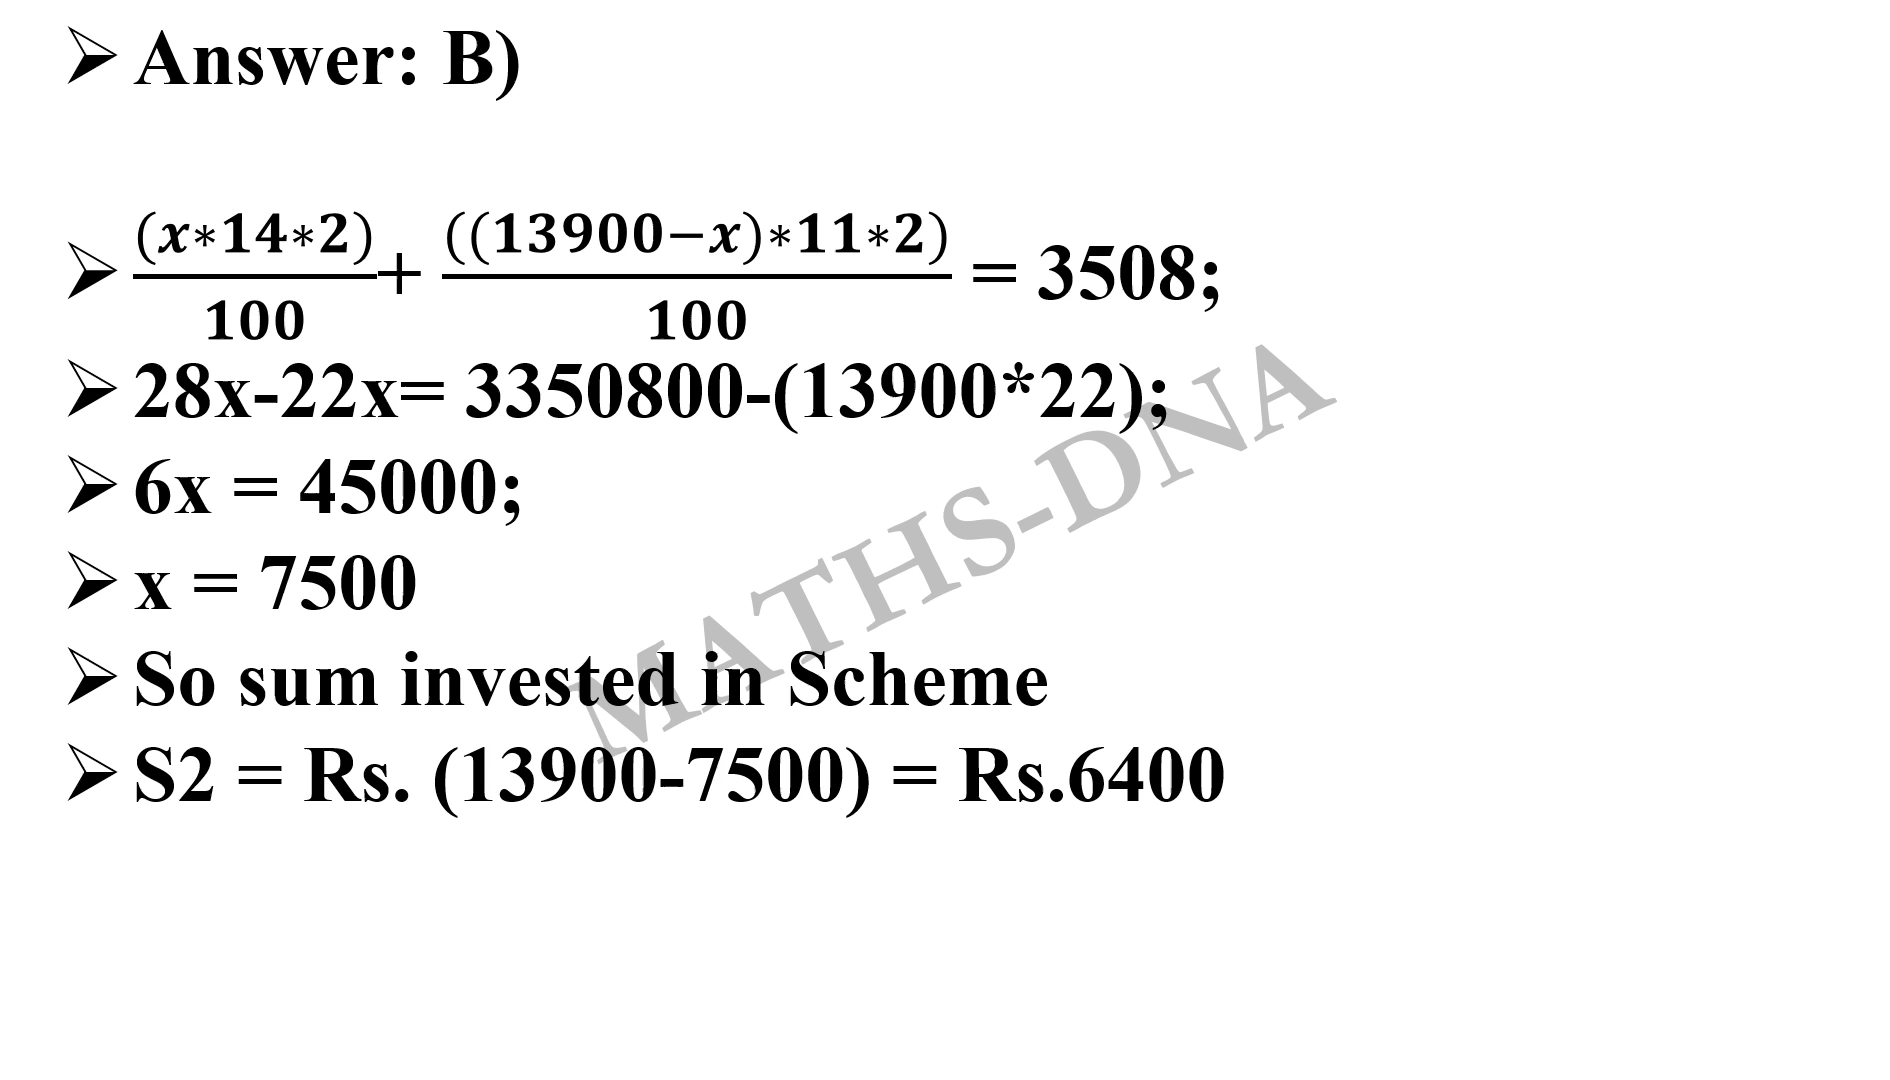 ➢ Answer: B)
➢ (x∗14∗2)/100 + ((13900−x)∗11∗2)/100 = 3508;
➢ 28x-22x= 3350800-(13900*22);
➢ 6x = 45000;
➢ x = 7500
➢ So sum invested in Scheme
➢ S2 = Rs. (13900-7500) = Rs.6400
MATHS-DNA